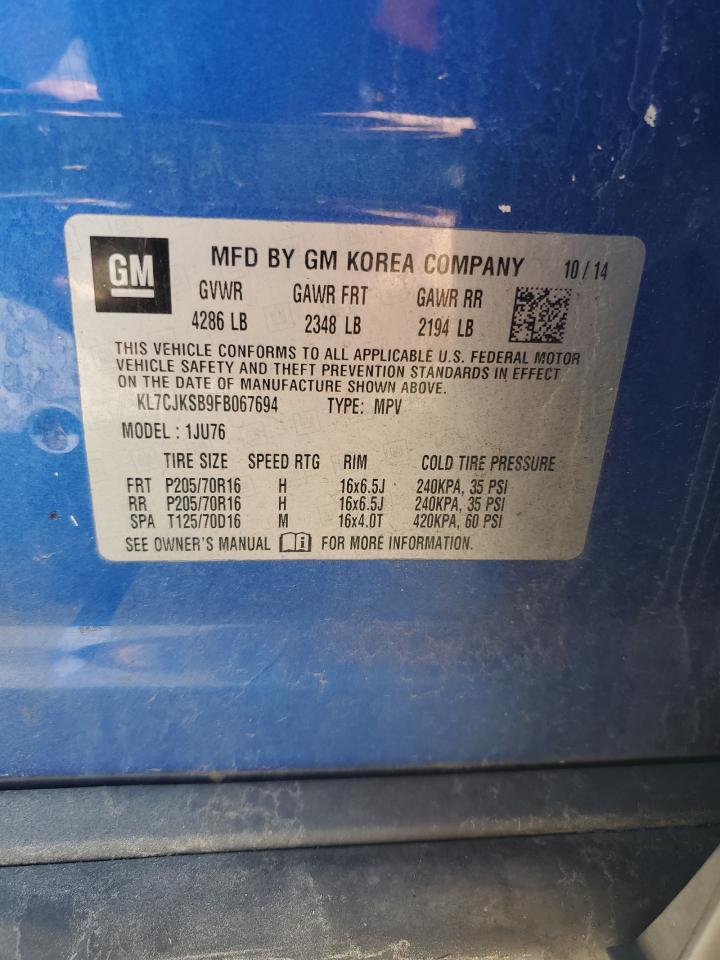 GM
MFD BY GM KOREA COMPANY 10 / 14
GVWR GAWR FRT GAWR RR
4286 LB 2348 LB 2194 LB
THIS VEHICLE CONFORMS TO ALL APPLICABLE U.S. FEDERAL MOTOR
VEHICLE SAFETY AND THEFT PREVENTION STANDARDS IN EFFECT
ON THE DATE OF MANUFACTURE SHOWN ABOVE.
KL7CJKSB9FB067694 TYPE: MPV
MODEL : 1JU76
TIRE SIZE SPEED RTG RIM COLD TIRE PRESSURE
FRT P205/70R16 H 16x6.5J 240KPA, 35 PSI
RR P205/70R16 H 16x6.5J 240KPA, 35 PSI
SPA T125/70D16 M 16x4.0T 420KPA, 60 PSI
SEE OWNER'S MANUAL i FOR MORE INFORMATION.